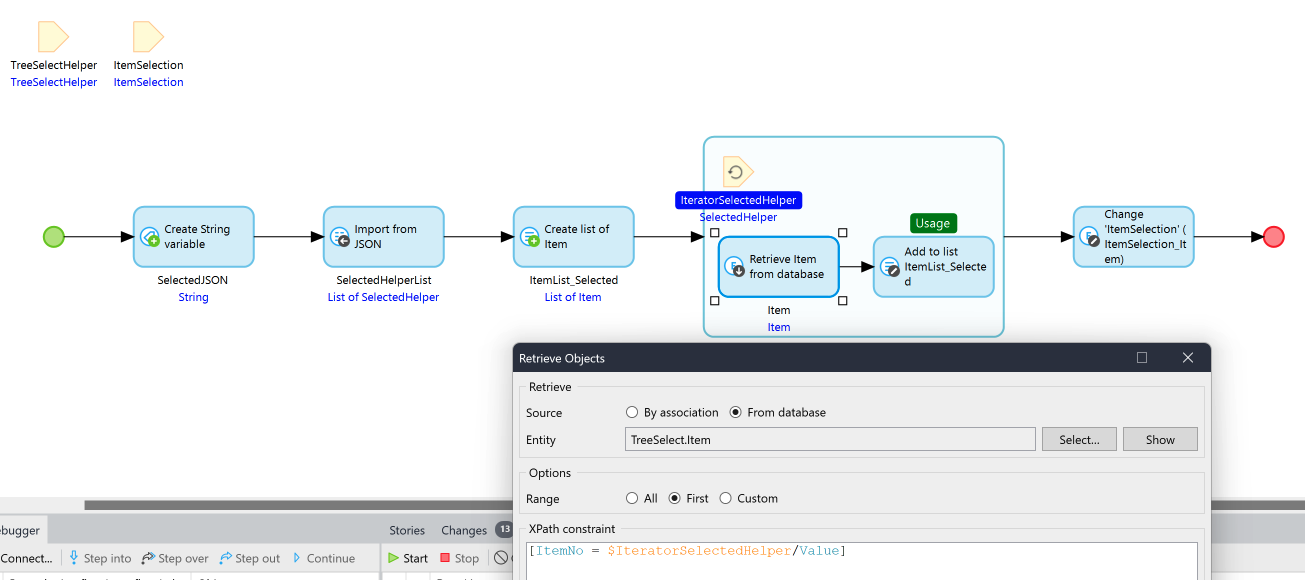 TreeSelectHelper
TreeSelectHelper
ItemSelection
ItemSelection
Create String
variable
SelectedJSON
String
Import from
JSON
SelectedHelperList
List of SelectedHelper
Create list of
Item
ItemList_Selected
List of Item
IteratorSelectedHelper
SelectedHelper
Retrieve Item
from database
Item
Item
Usage
Add to list
ItemList_Selecte
d
Change
'ItemSelection' (
ItemSelection_It
em)
Retrieve Objects
Retrieve
Source
By association
From database
Entity
TreeSelect.Item
Select...
Show
Options
Range
All
First
Custom
XPath constraint
[ItemNo = $IteratorSelectedHelper/Value]
ebugger
Stories
Changes
13
Connect...
Step into
Step over
Step out
Continue
Start
Stop